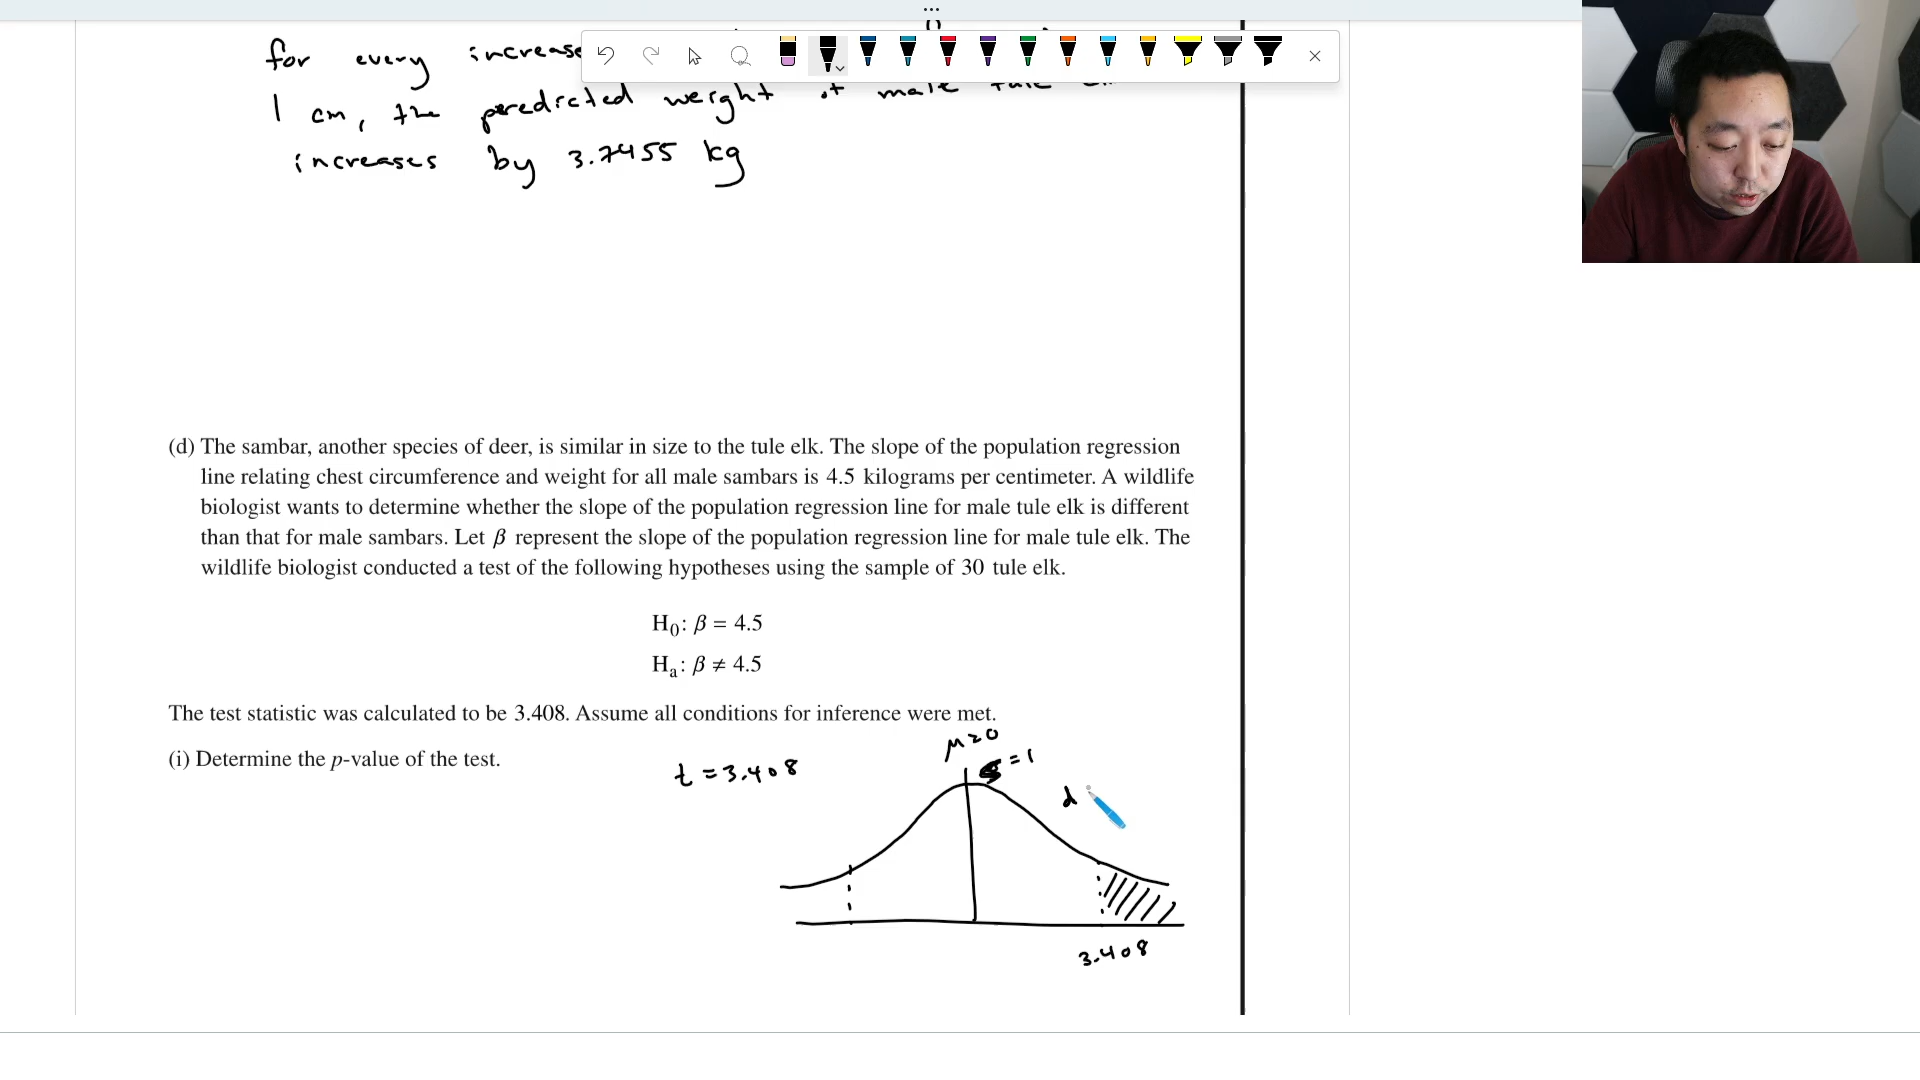 for every increase
1 cm, the peredicted weight of male tule
increases by 3.7455 kg
(d) The sambar, another species of deer, is similar in size to the tule elk. The slope of the population regression
line relating chest circumference and weight for all male sambars is 4.5 kilograms per centimeter. A wildlife
biologist wants to determine whether the slope of the population regression line for male tule elk is different
than that for male sambars. Let β represent the slope of the population regression line for male tule elk. The
wildlife biologist conducted a test of the following hypotheses using the sample of 30 tule elk.
H0: β = 4.5
Ha: β ≠ 4.5
The test statistic was calculated to be 3.408. Assume all conditions for inference were met.
(i) Determine the p-value of the test.
t = 3.408
μ = 0
s = 1
d
3.408